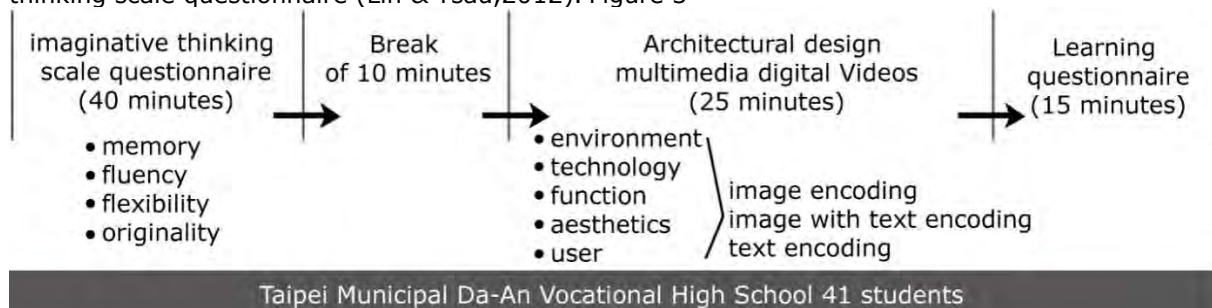 thinking scale questionnaire (Lin & Tsau,2012). Figure 3
imaginative thinking
scale questionnaire
(40 minutes)
• memory
• fluency
• flexibility
• originality
Break
of 10 minutes
Architectural design
multimedia digital Videos
(25 minutes)
• environment
• technology
• function
• aesthetics
• user
image encoding
image with text encoding
text encoding
Learning
questionnaire
(15 minutes)
Taipei Municipal Da-An Vocational High School 41 students